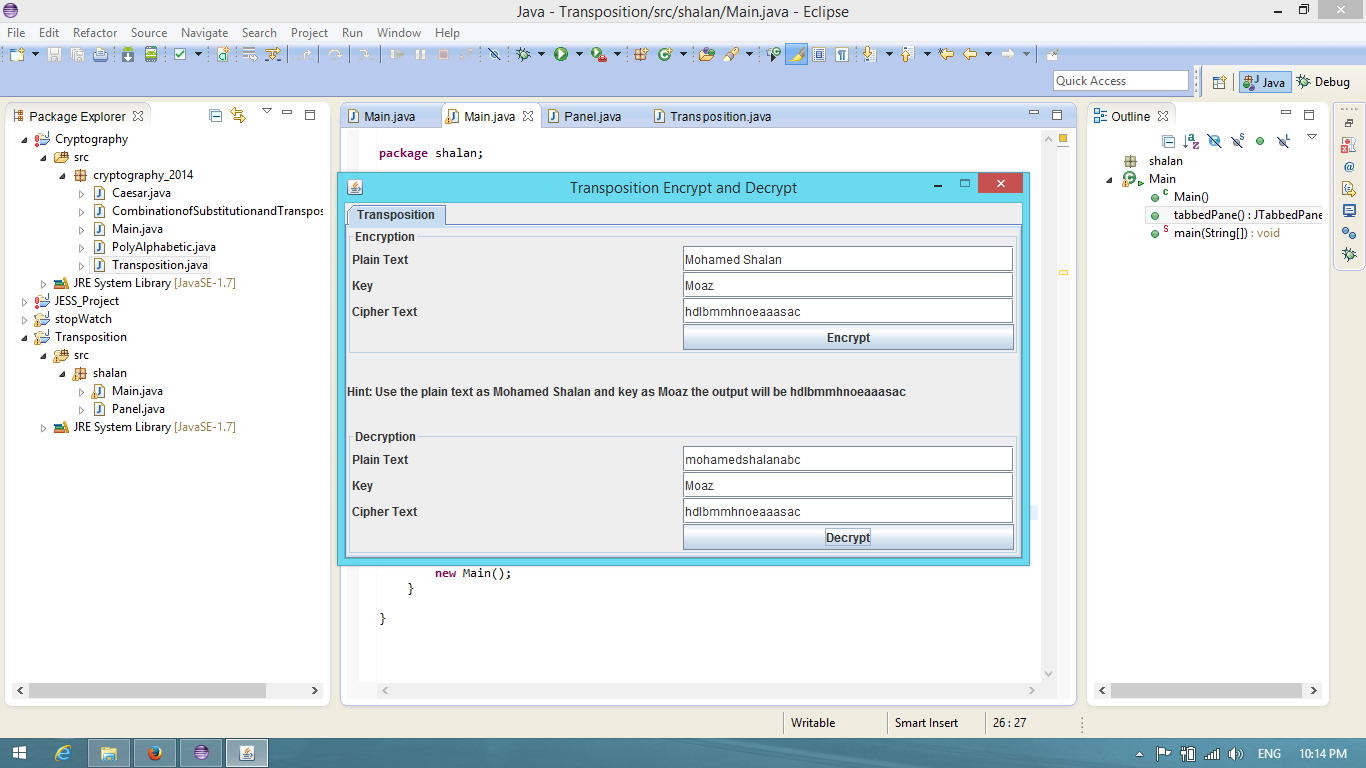 Java - Transposition/src/shalan/Main.java - Eclipse
File Edit Refactor Source Navigate Search Project Run Window Help
Quick Access
Java Debug
Package Explorer
Cryptography
src
cryptography_2014
Caesar.java
CombinationofSubstitutionandTranspos
Main.java
PolyAlphabetic.java
Transposition.java
JRE System Library [JavaSE-1.7]
JESS_Project
stopWatch
Transposition
src
shalan
Main.java
Panel.java
JRE System Library [JavaSE-1.7]
Main.java Main.java Panel.java Transposition.java
package shalan;
Transposition Encrypt and Decrypt
Transposition
Encryption
Plain Text Mohamed Shalan
Key Moaz
Cipher Text hdlbmmhnoeaaasac
Encrypt
Hint: Use the plain text as Mohamed Shalan and key as Moaz the output will be hdlbmmhnoeaaasac
Decryption
Plain Text mohamedshalanabc
Key Moaz
Cipher Text hdlbmmhnoeaaasac
Decrypt
new Main();
}
}
Outline
shalan
Main
Main()
tabbedPane() : JTabbedPane
main(String[]) : void
Writable Smart Insert 26 : 27
ENG 10:14 PM